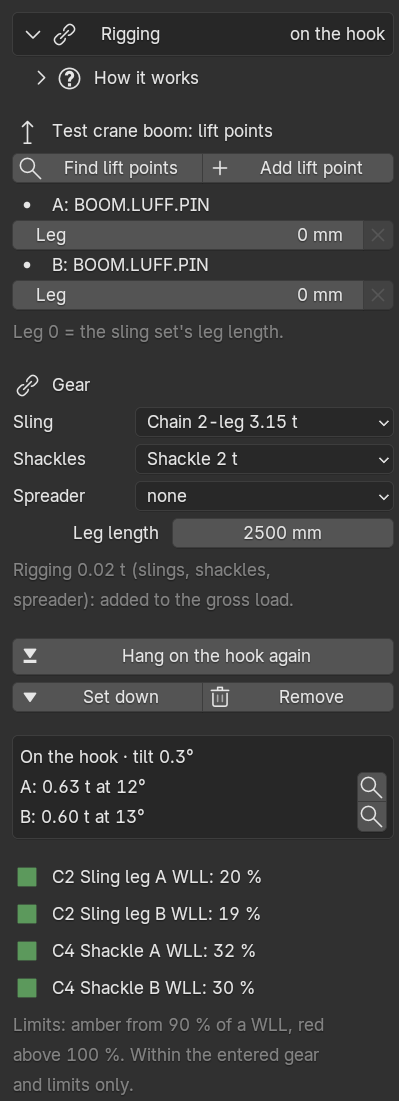 Rigging on the hook
How it works
Test crane boom: lift points
Find lift points Add lift point
A: BOOM.LUFF.PIN
Leg 0 mm
B: BOOM.LUFF.PIN
Leg 0 mm
Leg 0 = the sling set's leg length.
Gear
Sling Chain 2-leg 3.15 t
Shackles Shackle 2 t
Spreader none
Leg length 2500 mm
Rigging 0.02 t (slings, shackles,
spreader): added to the gross load.
Hang on the hook again
Set down Remove
On the hook · tilt 0.3°
A: 0.63 t at 12°
B: 0.60 t at 13°
C2 Sling leg A WLL: 20 %
C2 Sling leg B WLL: 19 %
C4 Shackle A WLL: 32 %
C4 Shackle B WLL: 30 %
Limits: amber from 90 % of a WLL, red
above 100 %. Within the entered gear
and limits only.